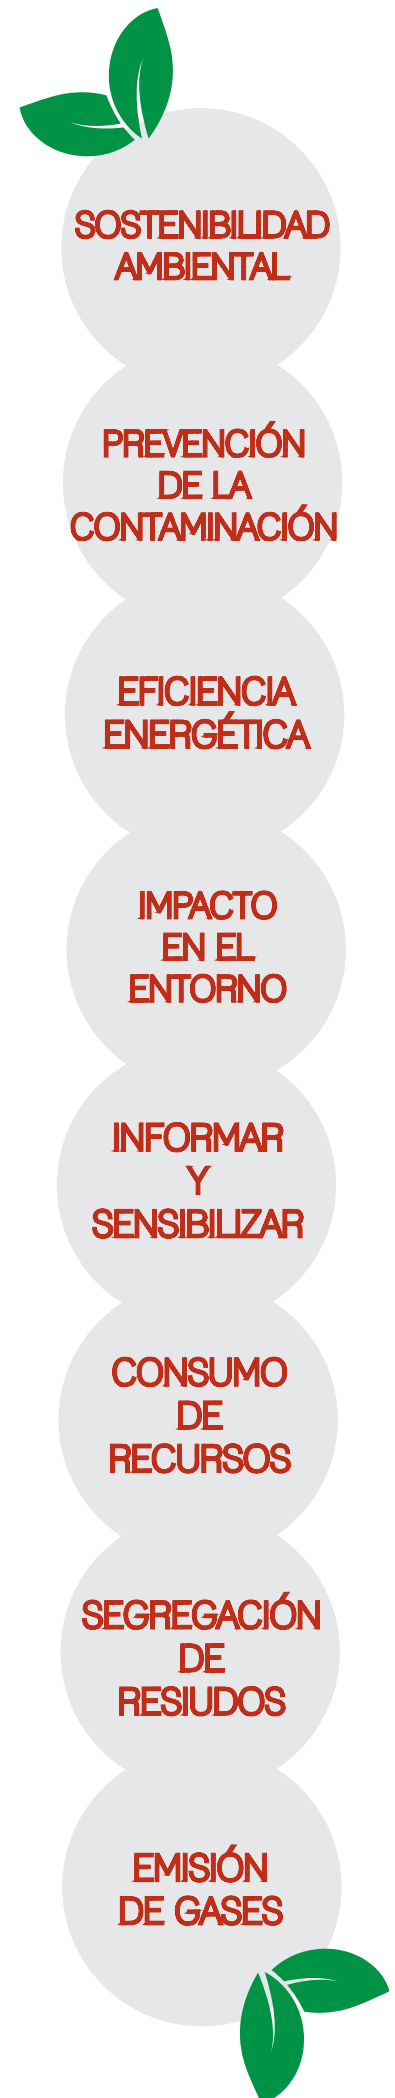 SOSTENIBILIDAD
AMBIENTAL
PREVENCIÓN
DE LA
CONTAMINACIÓN
EFICIENCIA
ENERGÉTICA
IMPACTO
EN EL
ENTORNO
INFORMAR
Y
SENSIBILIZAR
CONSUMO
DE
RECURSOS
SEGREGACIÓN
DE
RESIUDOS
EMISIÓN
DE GASES